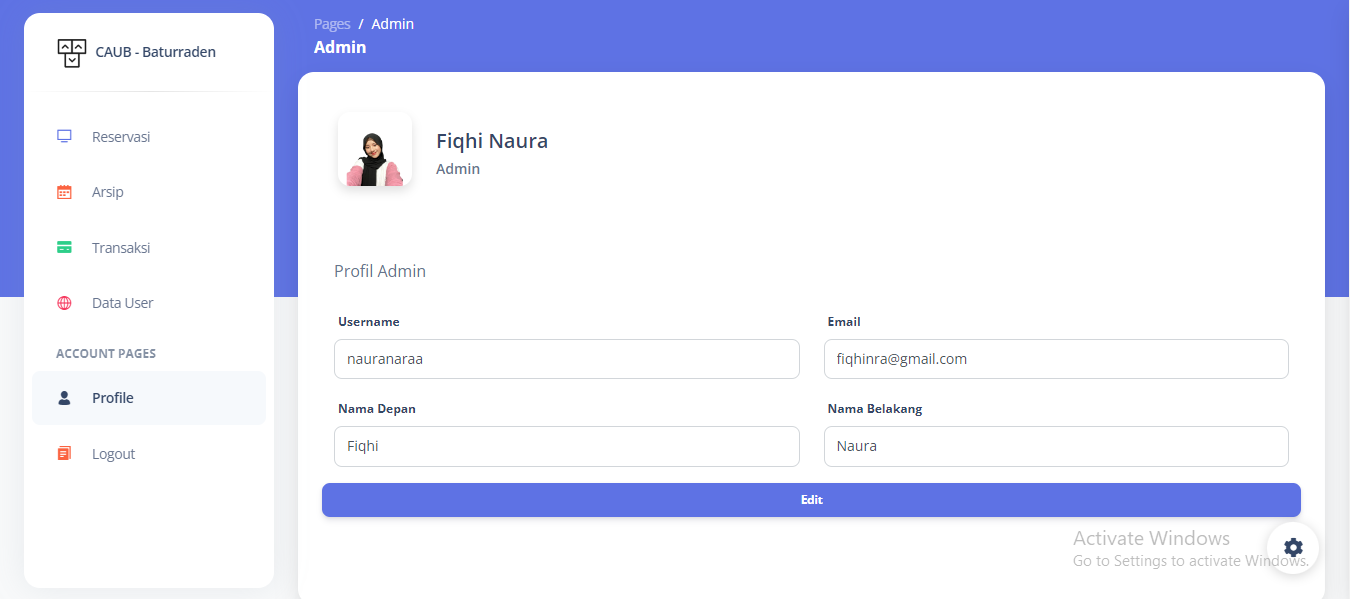 CAUB - Baturraden
Reservasi
Arsip
Transaksi
Data User
ACCOUNT PAGES
Profile
Logout
Pages / Admin
Admin
Fiqhi Naura
Admin
Profil Admin
Username
Email
nauranaraa
fiqhinra@gmail.com
Nama Depan
Nama Belakang
Fiqhi
Naura
Edit
Activate Windows
Go to Settings to activate Windows.